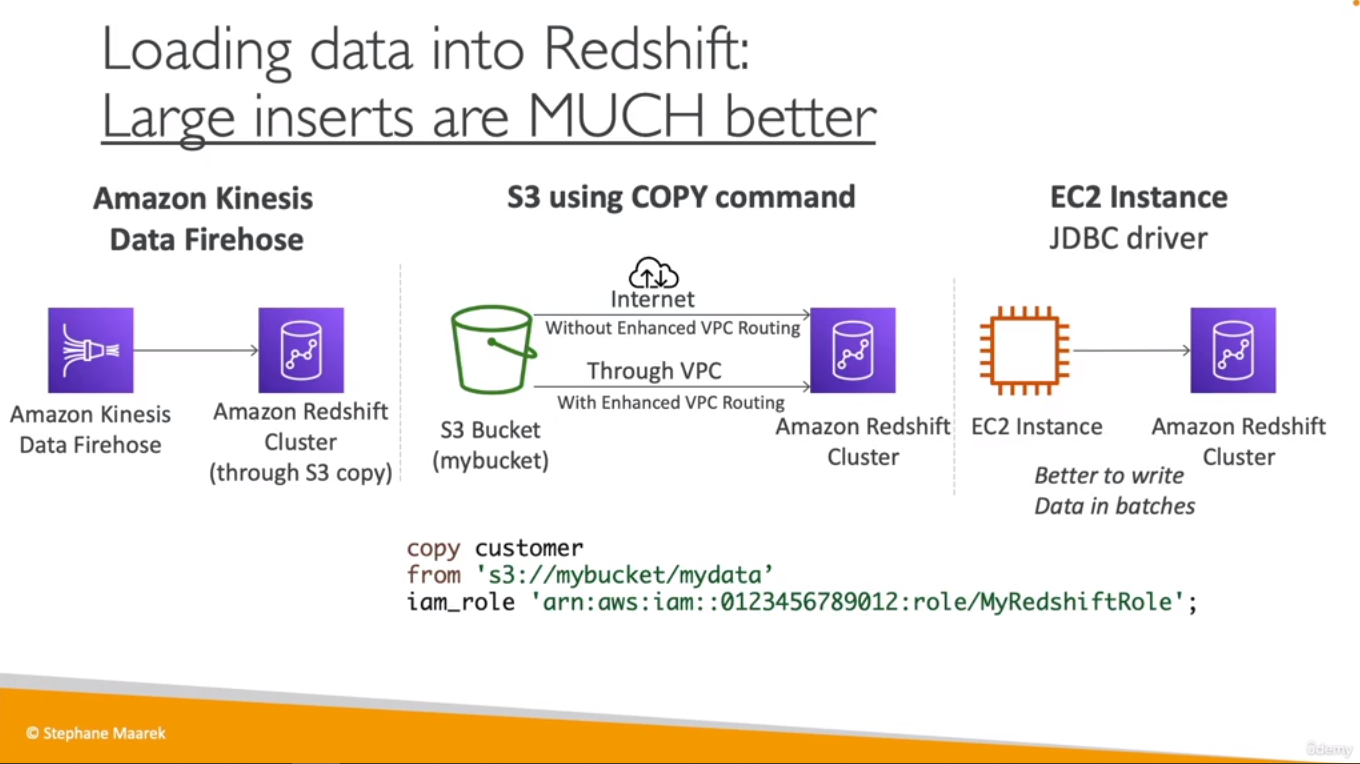 Loading data into Redshift:
Large inserts are MUCH better
Amazon Kinesis
Data Firehose
Amazon Kinesis
Data Firehose
Amazon Redshift
Cluster
(through S3 copy)
S3 using COPY command
Internet
Without Enhanced VPC Routing
Through VPC
With Enhanced VPC Routing
S3 Bucket
(mybucket)
Amazon Redshift
Cluster
EC2 Instance
JDBC driver
EC2 Instance
Amazon Redshift
Cluster
Better to write
Data in batches
copy customer
from 's3://mybucket/mydata’
iam_role 'arn:aws:iam::0123456789012:role/MyRedshiftRole';
© Stephane Maarek
ûdemy